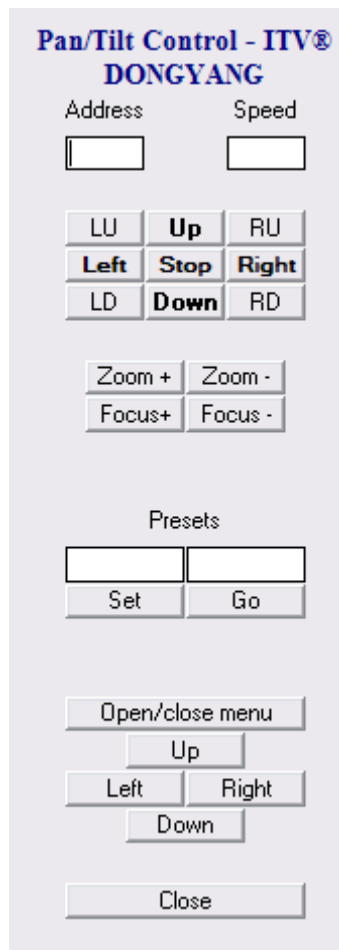 Pan/Tilt Control - ITV®
DONGYANG
Address Speed
LU Up RU
Left Stop Right
LD Down RD
Zoom + Zoom -
Focus+ Focus -
Presets
Set Go
Open/close menu
Up
Left Right
Down
Close